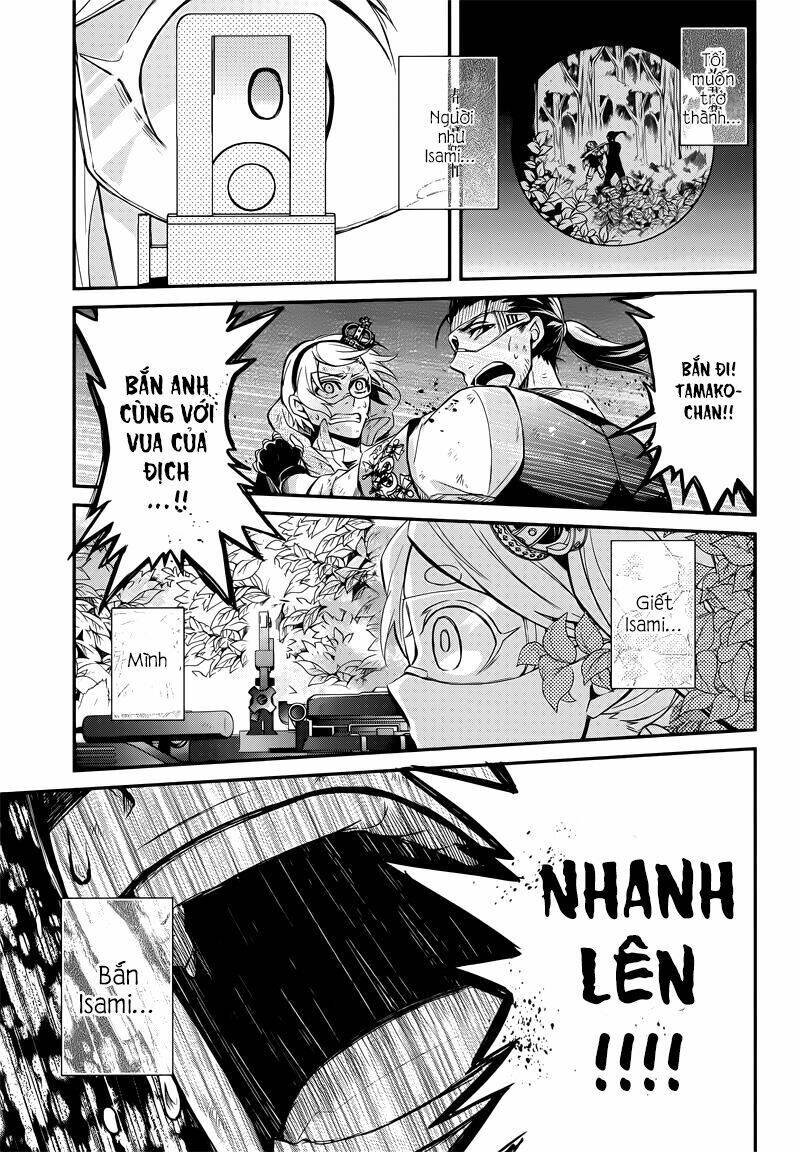 Tôi
muốn
trở
thành...
Người
như
Isami...
BẮN ĐI!
TAMAKO-
CHAN!!
BẮN ANH
CÙNG VỚI
VUA CỦA
ĐỊCH
...!!
Giết
Isami...
Mình
NHANH
LÊN
!!!!
Bắn
Isami...